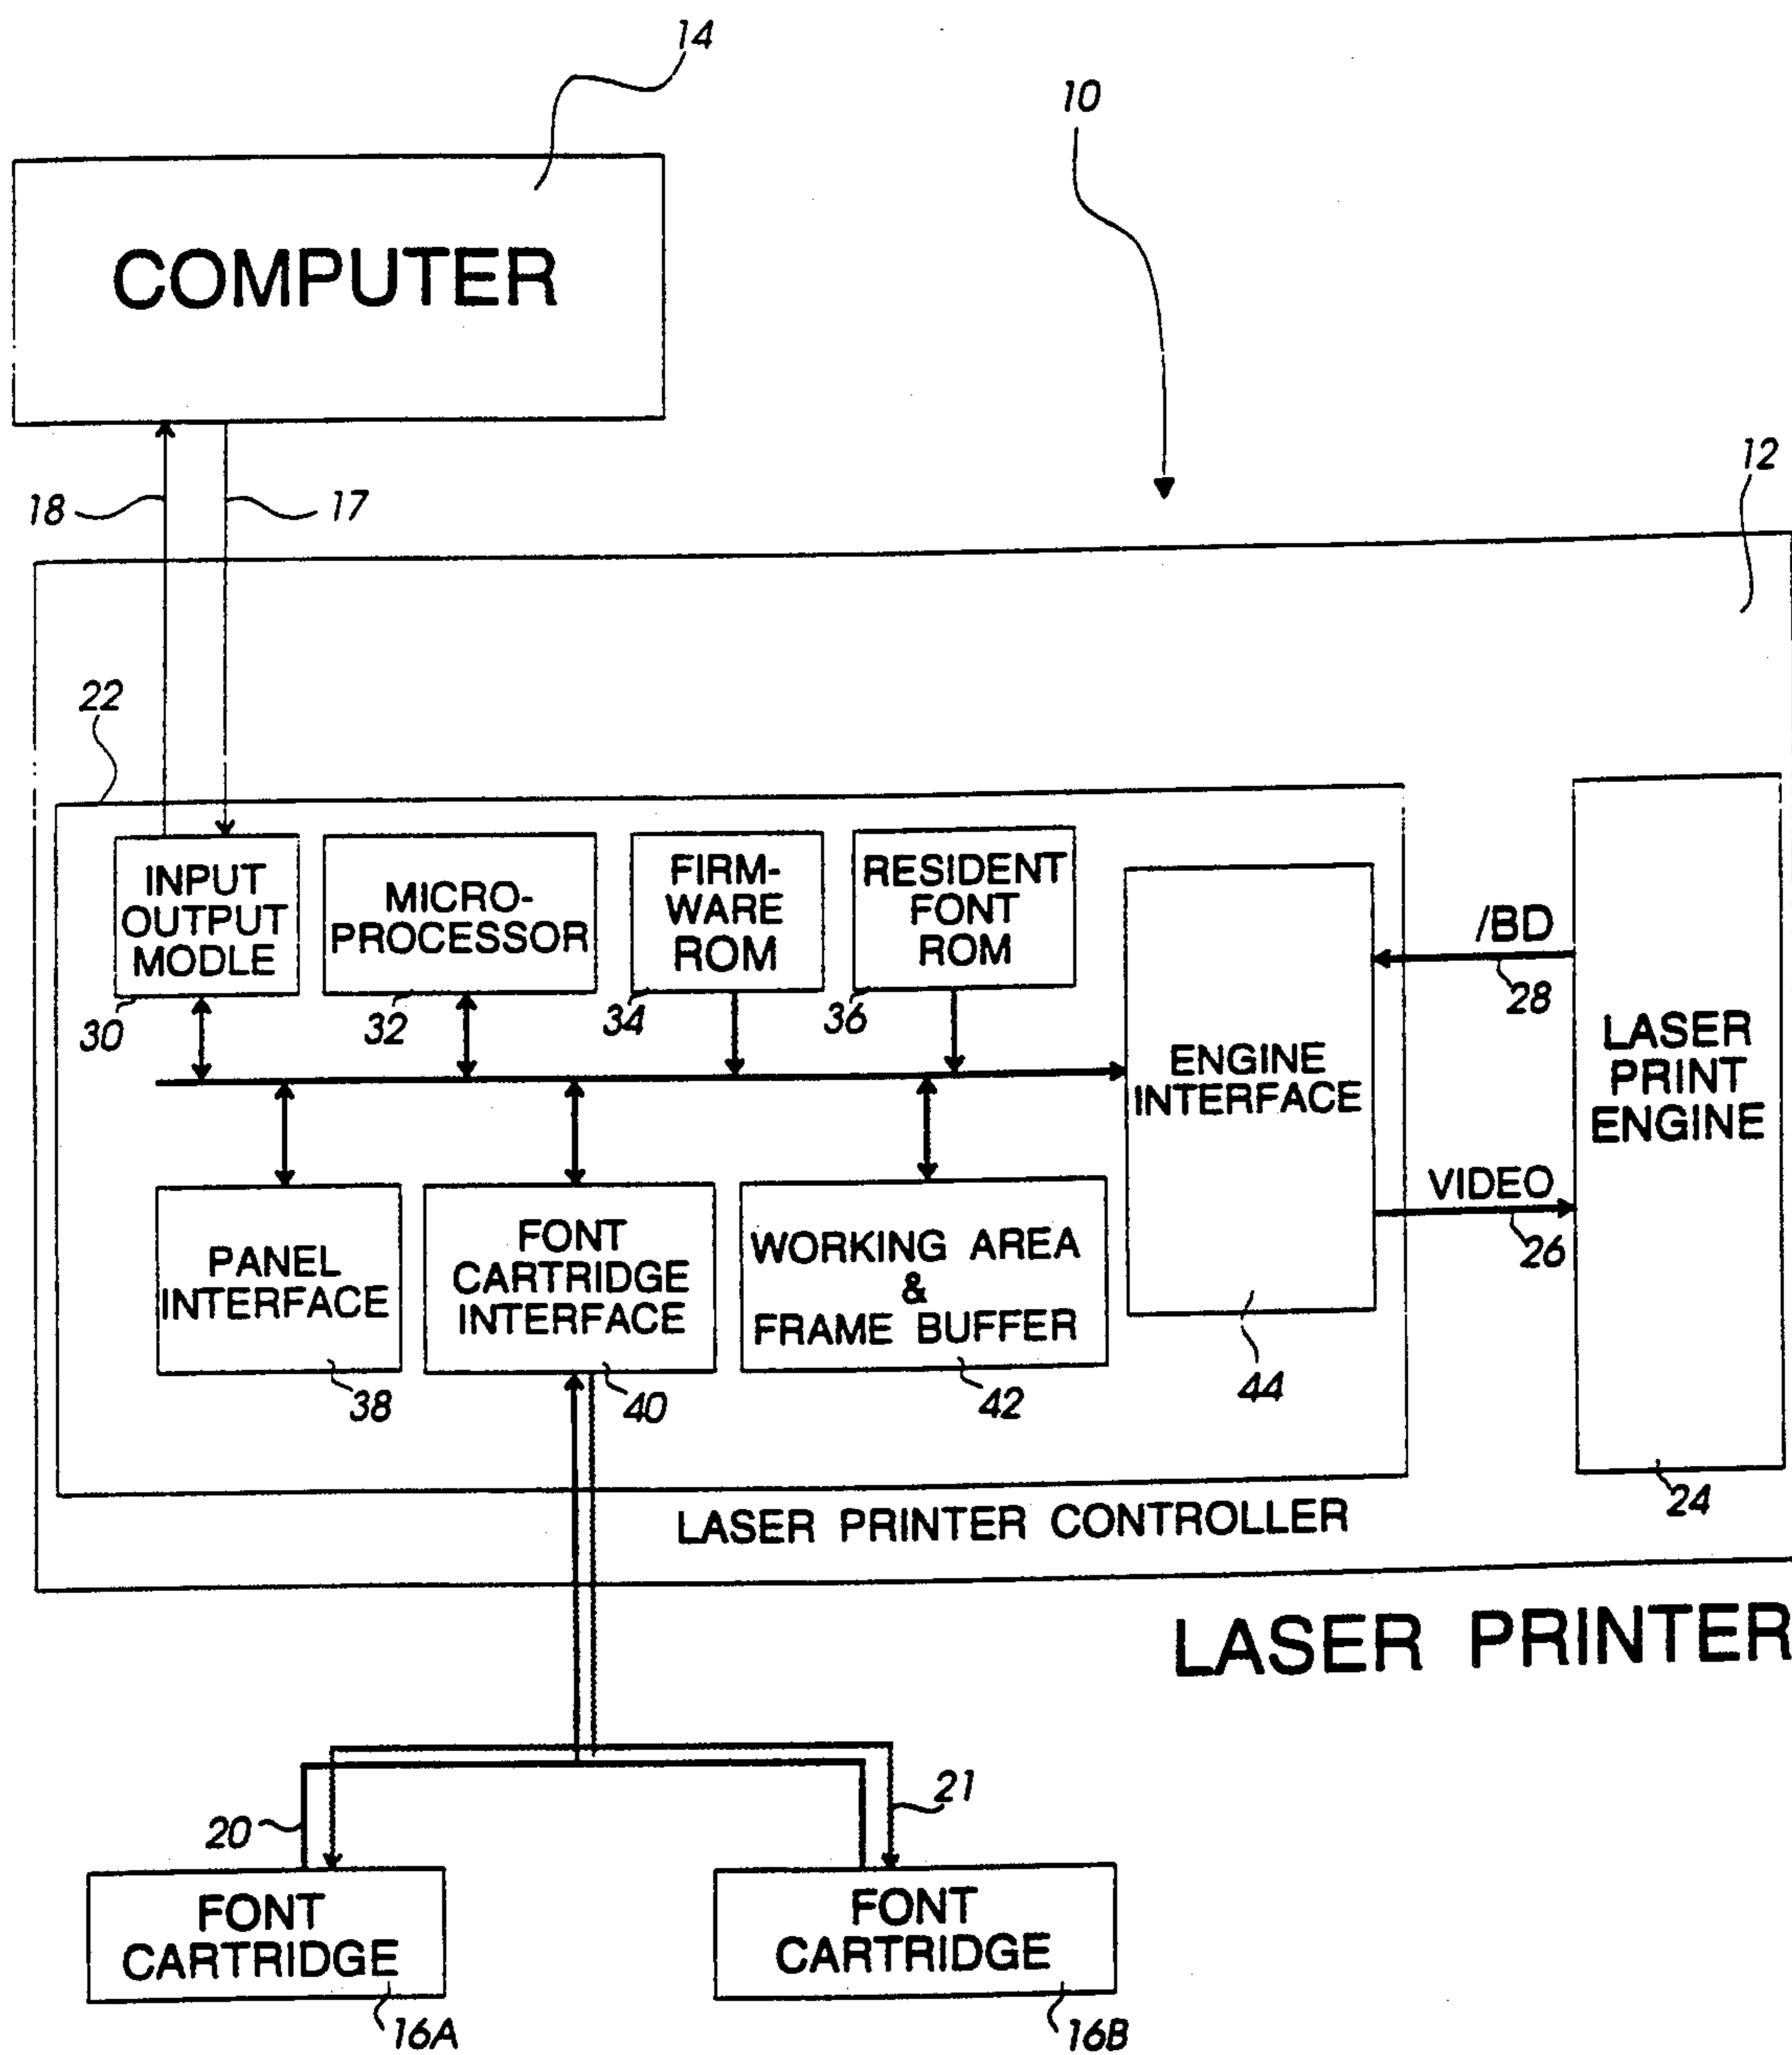 14
10
COMPUTER
12
18
17
22
INPUT
OUTPUT
MODLE
30
MICRO-
PROCESSOR
32
FIRM-
WARE
ROM
34
RESIDENT
FONT
ROM
36
ENGINE
INTERFACE
44
/BD
28
VIDEO
26
LASER
PRINT
ENGINE
24
PANEL
INTERFACE
38
FONT
CARTRIDGE
INTERFACE
40
WORKING AREA
&
FRAME BUFFER
42
LASER PRINTER CONTROLLER
LASER PRINTER
20
21
FONT
CARTRIDGE
16A
FONT
CARTRIDGE
16B